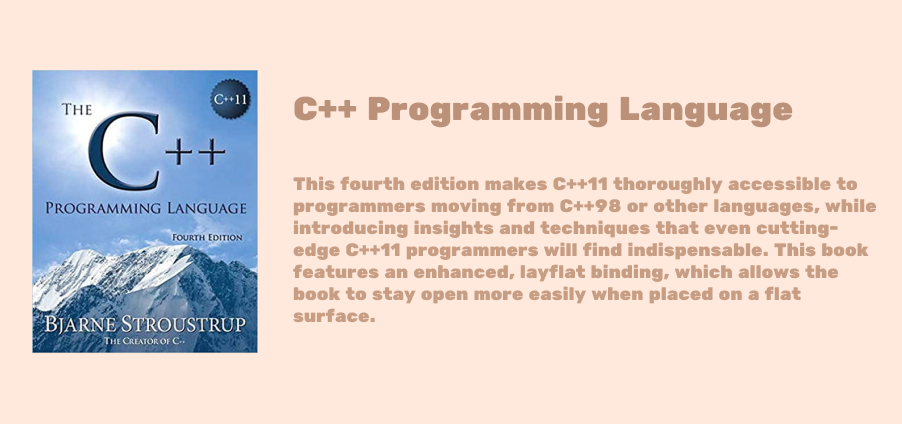 C++11
THE
C++
PROGRAMMING LANGUAGE
FOURTH EDITION
BJARNE STROUSTRUP
THE CREATOR OF C++
C++ Programming Language
This fourth edition makes C++11 thoroughly accessible to
programmers moving from C++98 or other languages, while
introducing insights and techniques that even cutting-
edge C++11 programmers will find indispensable. This book
features an enhanced, layflat binding, which allows the
book to stay open more easily when placed on a flat
surface.